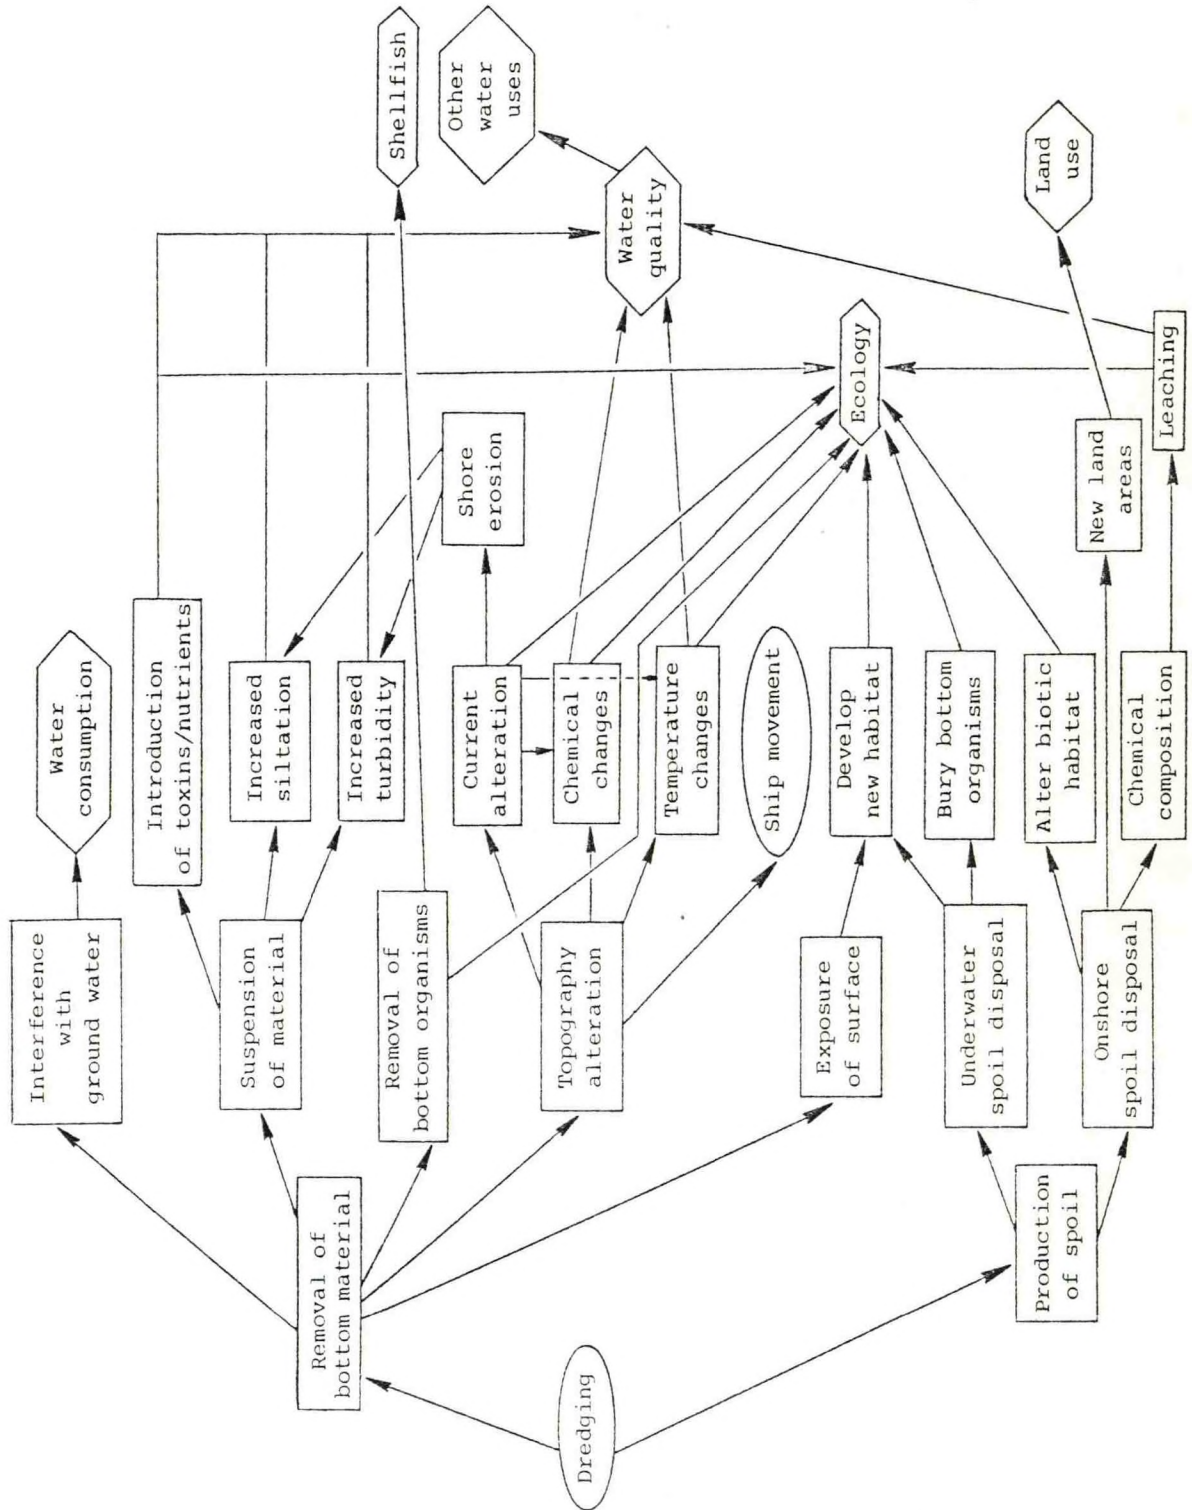 Dredging
Removal of
bottom material
Production
of spoil
Interference
with
ground water
Suspension
of material
Removal of
bottom organisms
Topography
alteration
Exposure
of surface
Underwater
spoil disposal
Onshore
spoil disposal
Water
consumption
Introduction
of toxins/nutrients
Increased
siltation
Increased
turbidity
Current
alteration
Chemical
changes
Temperature
changes
Ship movement
Develop
new habitat
Bury bottom
organisms
Alter biotic
habitat
Chemical
composition
Shore
erosion
New land
areas
Leaching
Ecology
Water
quality
Land
use
Shellfish
Other
water
uses